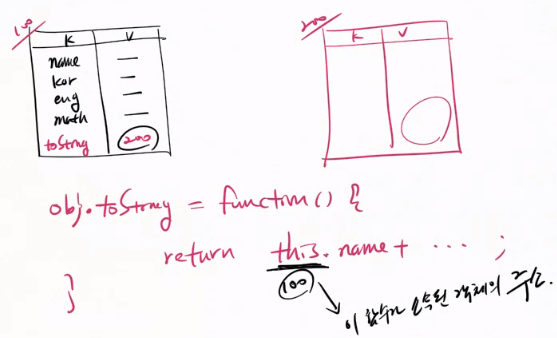 100 200
K V K V
name —
kor —
eng —
math —
toString 200
obj.toString = function() {
return this.name + ... ;
100
}
이 함수가 소속된 객체의 주소.